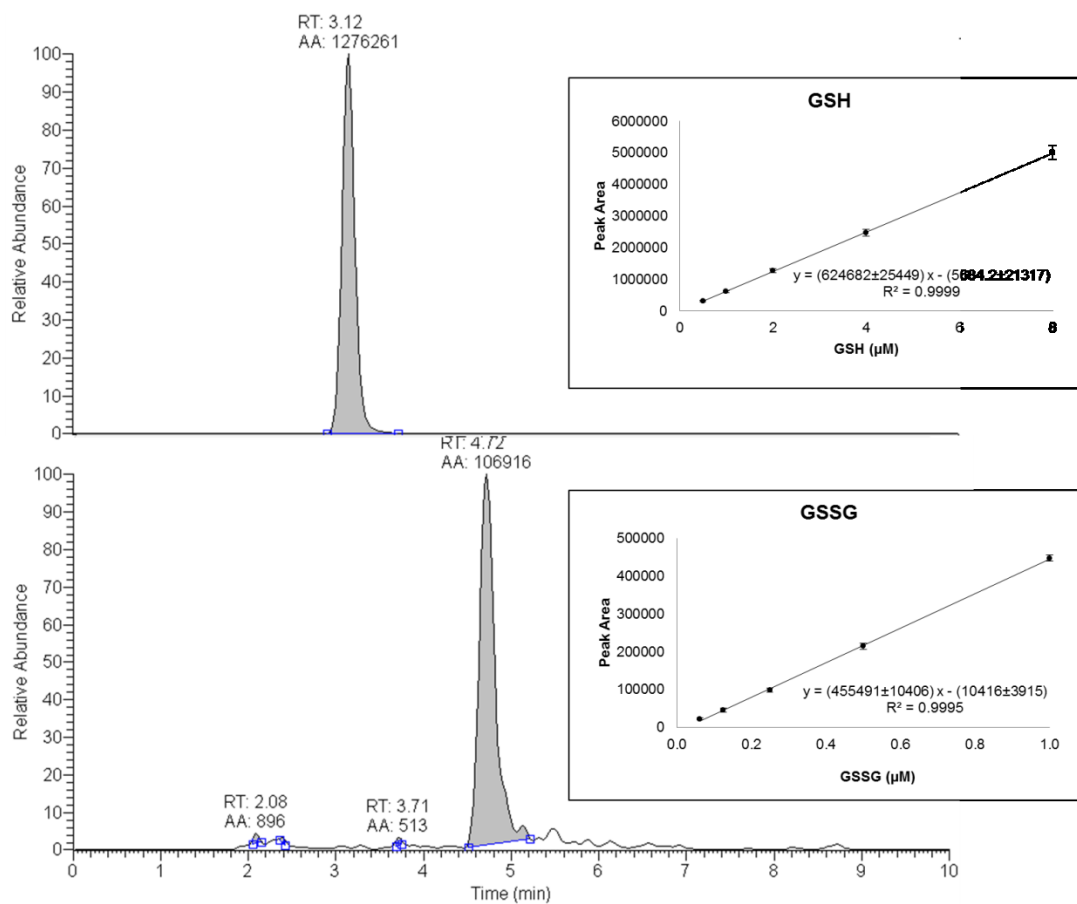 RT: 3.12
AA: 1276261
100
90
80
70
60
50
40
30
20
10
0
Relative Abundance
GSH
6000000
5000000
4000000
3000000
2000000
1000000
0
Peak Area
y = (624682±25449) x - (5684.2±21317)
R² = 0.9999
0 2 4 6 8
GSH (µM)
RT: 4.72
AA: 106916
100
90
80
70
60
50
40
30
20
10
0
Relative Abundance
RT: 2.08
AA: 896
RT: 3.71
AA: 513
GSSG
500000
400000
300000
200000
100000
0
Peak Area
y = (455491±10406) x - (10416±3915)
R² = 0.9995
0.0 0.2 0.4 0.6 0.8 1.0
GSSG (µM)
0 1 2 3 4 5 6 7 8 9 10
Time (min)